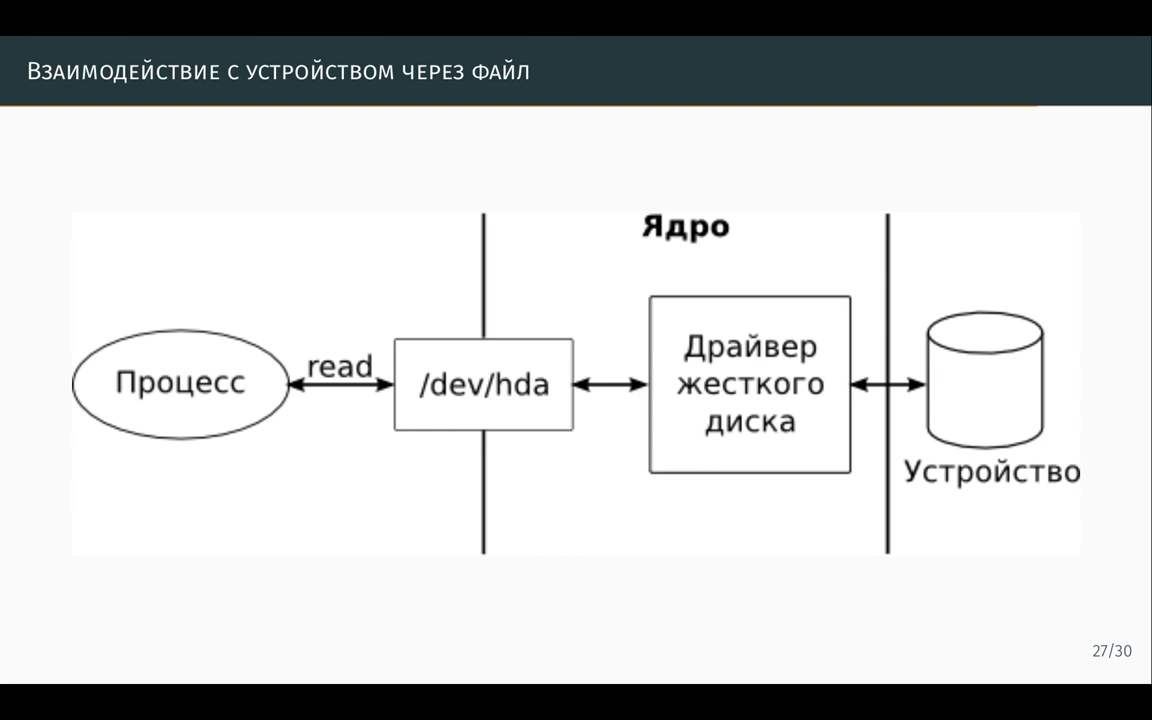 Взаимодействие с устройством через файл
Ядро
Процесс
read
/dev/hda
Драйвер
жесткого
диска
Устройство
27/30